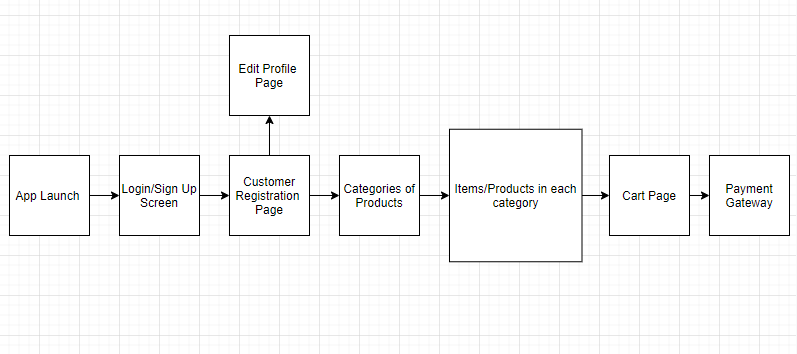 Edit Profile
Page
App Launch
Login/Sign Up
Screen
Customer
Registration
Page
Categories of
Products
Items/Products in each
category
Cart Page
Payment
Gateway